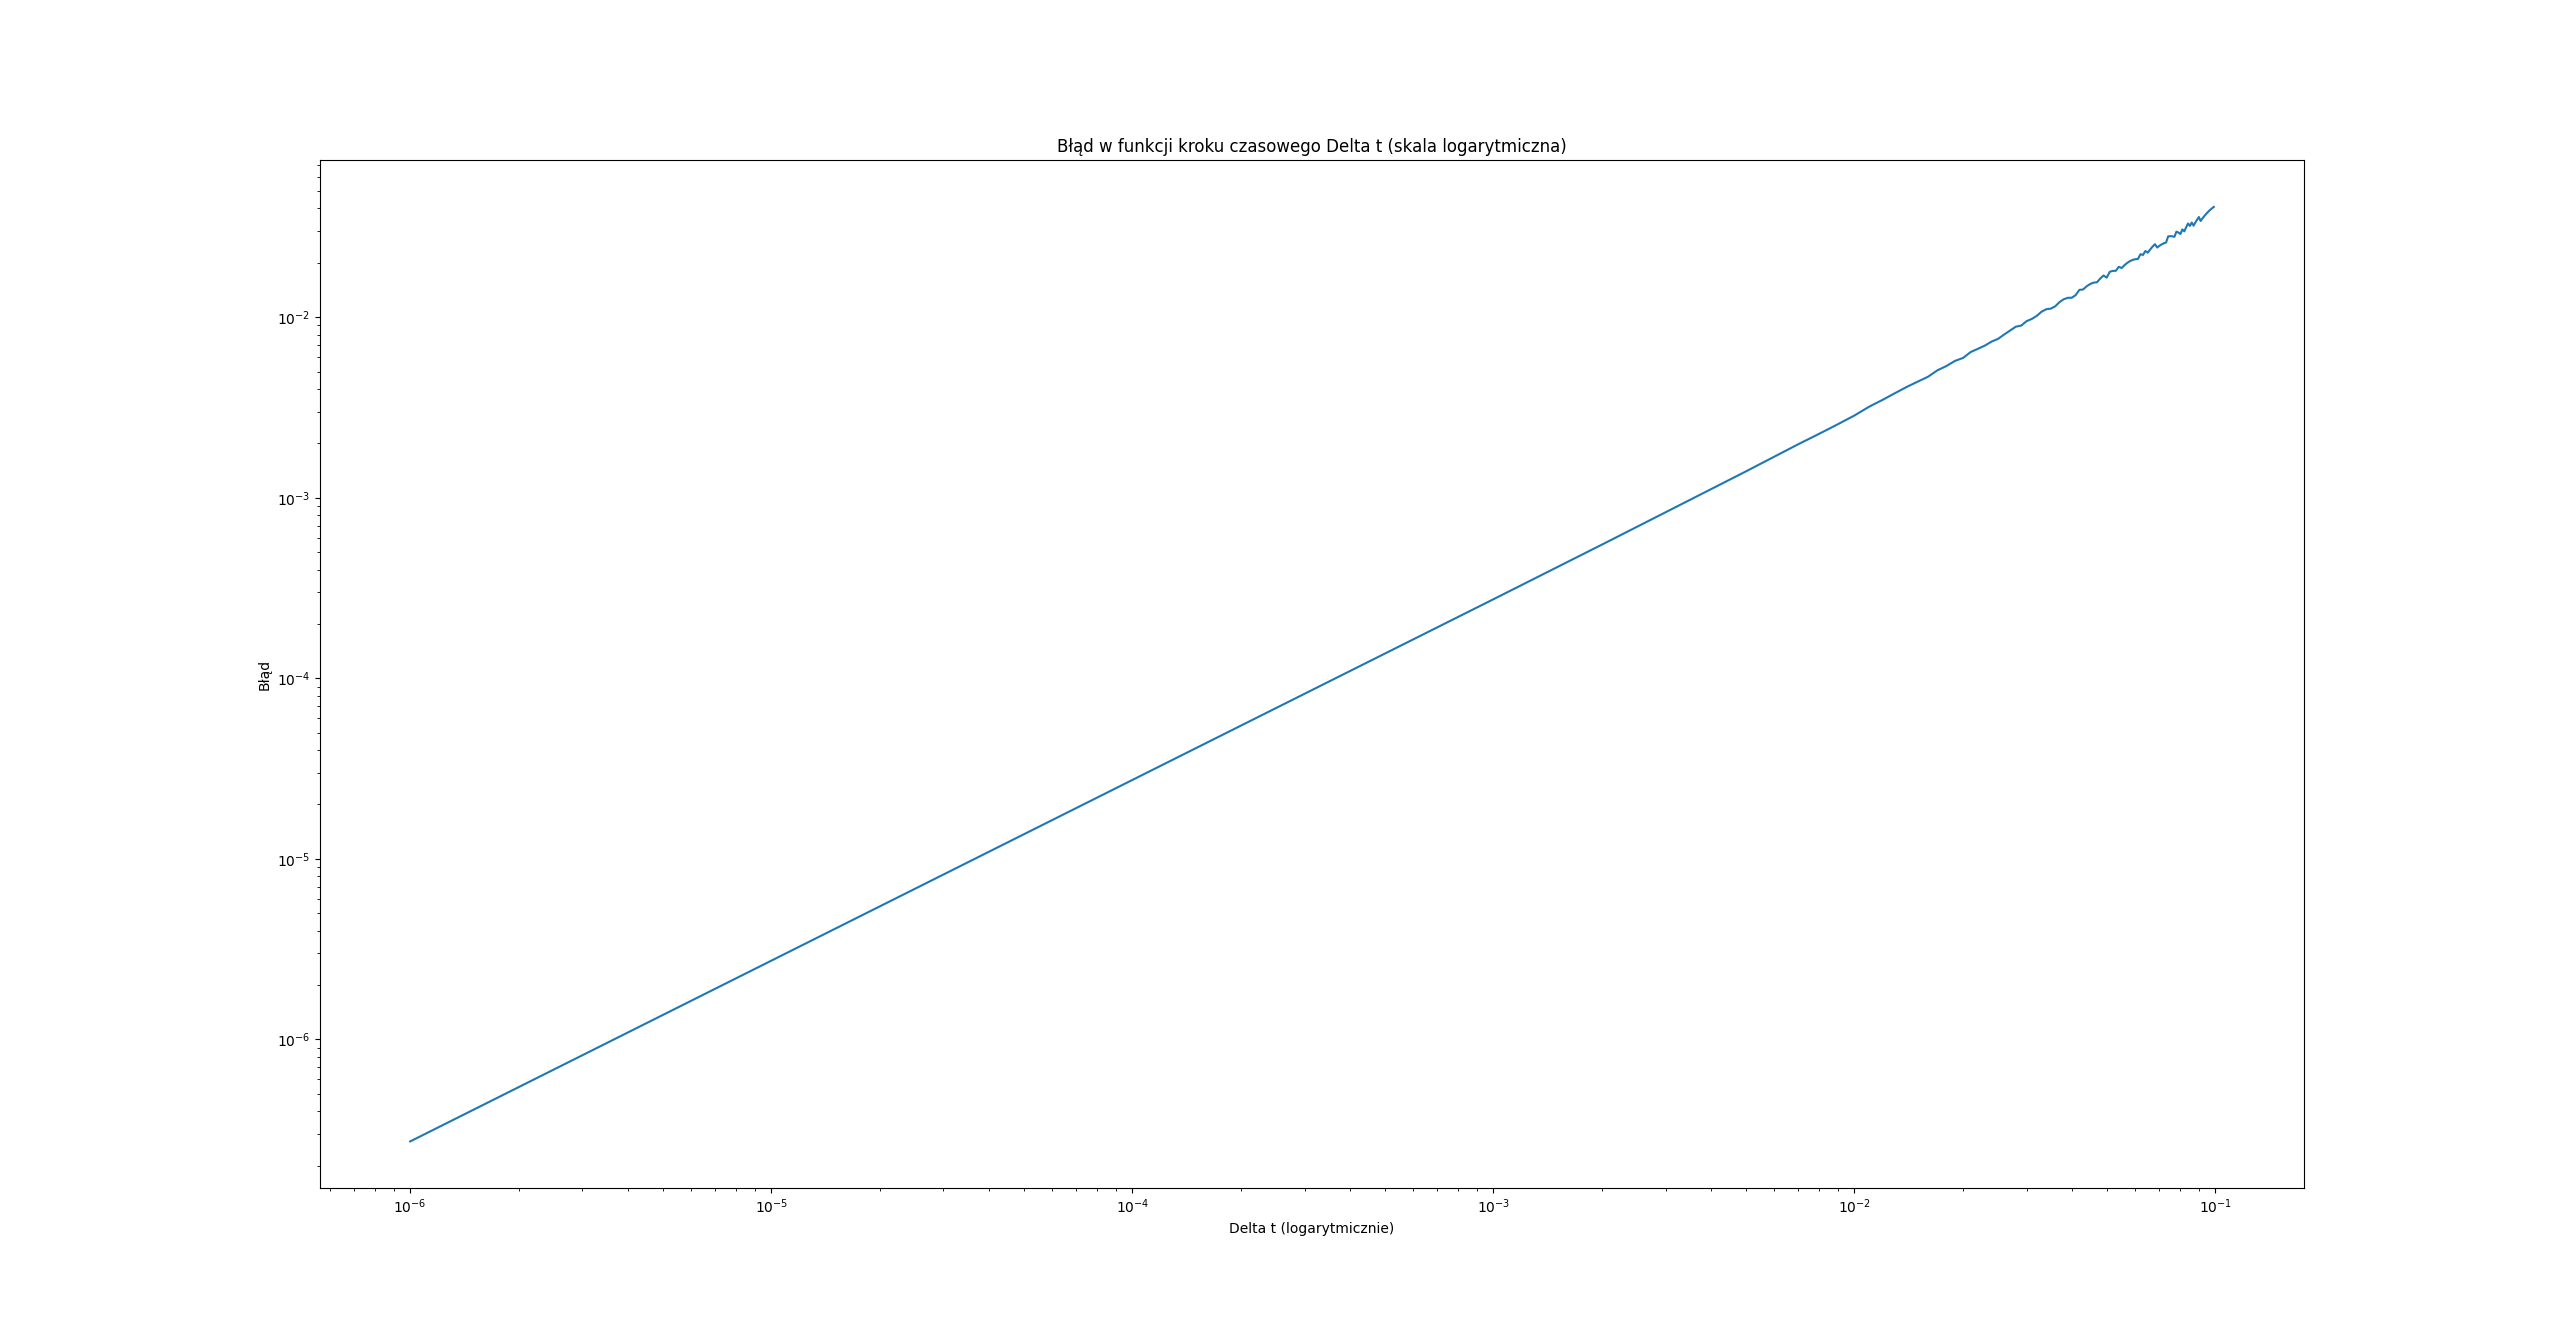 Błąd w funkcji kroku czasowego Delta t (skala logarytmiczna)
10⁻²
10⁻³
10⁻⁴
10⁻⁵
10⁻⁶
Błąd
10⁻⁶ 10⁻⁵ 10⁻⁴ 10⁻³ 10⁻² 10⁻¹
Delta t (logarytmicznie)